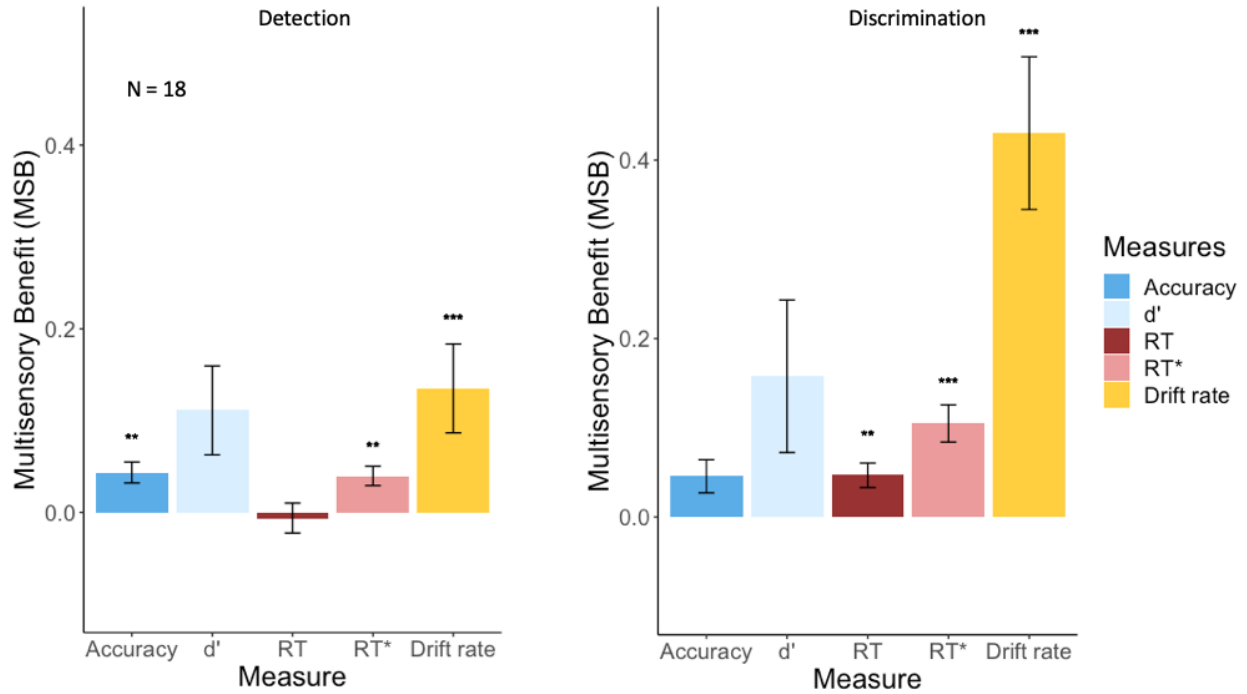 Detection
N = 18
Multisensory Benefit (MSB)
0.4
0.2
0.0
**
**
***
Accuracy d' RT RT* Drift rate
Measure
Discrimination
Multisensory Benefit (MSB)
0.4
0.2
0.0
**
***
***
Accuracy d' RT RT* Drift rate
Measure
Measures
Accuracy
d'
RT
RT*
Drift rate